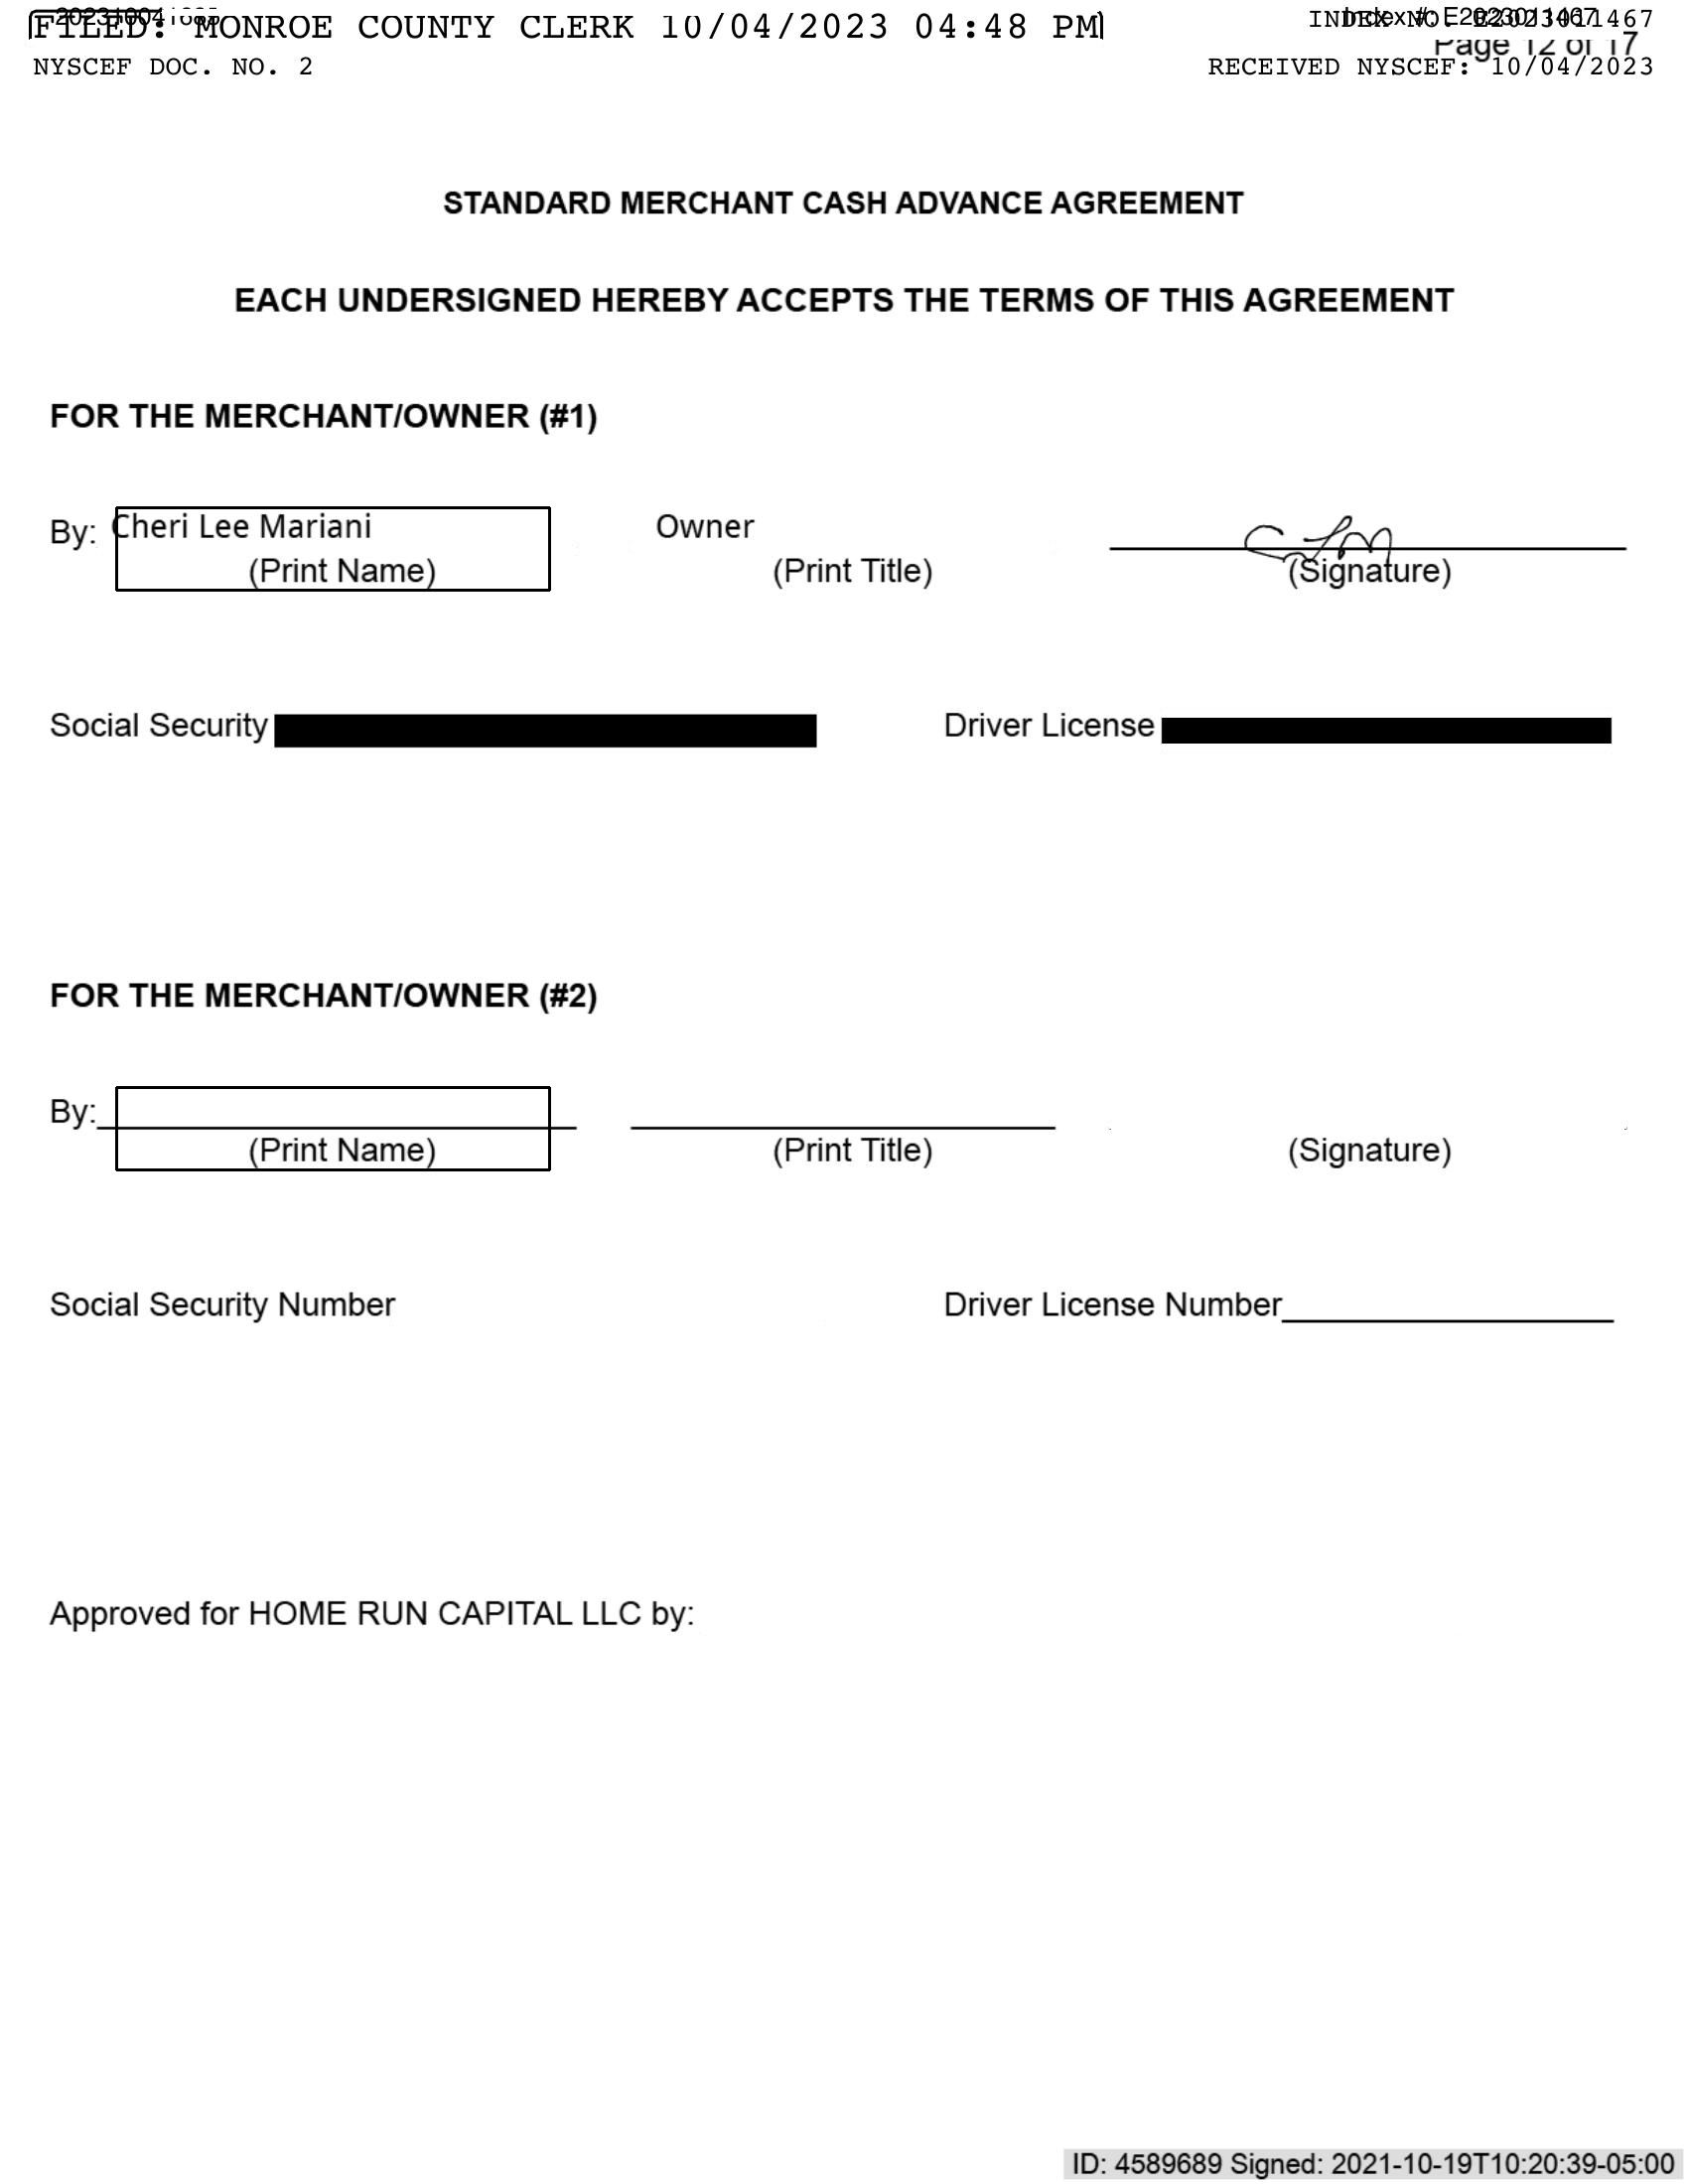 FILED: MONROE COUNTY CLERK 10/04/2023 04:48 PM
INDEX NO. E2023011467
Index #: E2023011467
Page 12 of 17
NYSCEF DOC. NO. 2
RECEIVED NYSCEF: 10/04/2023
STANDARD MERCHANT CASH ADVANCE AGREEMENT
EACH UNDERSIGNED HEREBY ACCEPTS THE TERMS OF THIS AGREEMENT
FOR THE MERCHANT/OWNER (#1)
By: Cheri Lee Mariani Owner
(Print Name) (Print Title) (Signature)
Social Security Driver License
FOR THE MERCHANT/OWNER (#2)
By:
(Print Name) (Print Title) (Signature)
Social Security Number Driver License Number
Approved for HOME RUN CAPITAL LLC by:
ID: 4589689 Signed: 2021-10-19T10:20:39-05:00